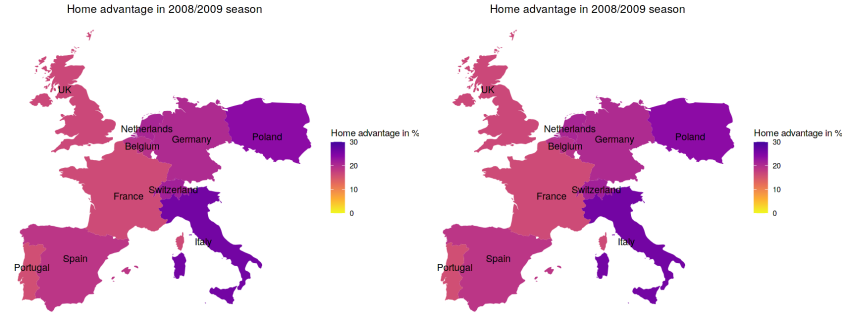 Home advantage in 2008/2009 season
UK
Netherlands
Belgium
Germany
Poland
Switzerland
France
Italy
Spain
Portugal
Home advantage in %
30
20
10
0
Home advantage in 2008/2009 season
UK
Netherlands
Belgium
Germany
Poland
Switzerland
France
Italy
Spain
Portugal
Home advantage in %
30
20
10
0